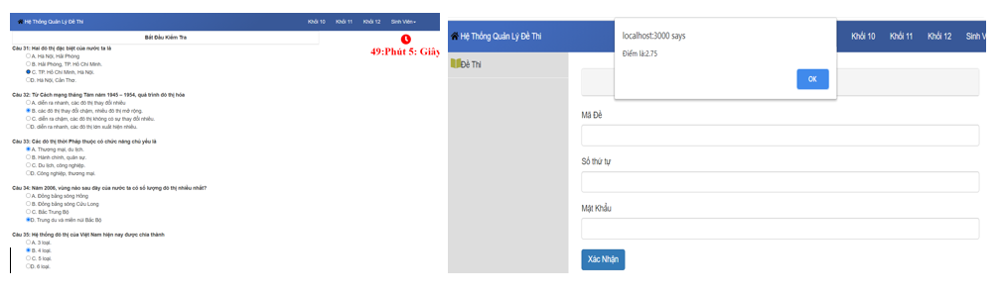 Hệ Thống Quản Lý Đề Thi
Khối 10 Khối 11 Khối 12 Sinh Viên
Bắt Đầu Kiểm Tra
49:Phút 5: Giây
Câu 31: Hai đô thị đặc biệt của nước ta là
A. Hà Nội, Hải Phòng
B. Hải Phòng, TP. Hồ Chí Minh.
C. TP. Hồ Chí Minh, Hà Nội.
D. Hà Nội, Cần Thơ.
Câu 32: Từ Cách mạng tháng Tám năm 1945 – 1954, quá trình đô thị hóa
A. diễn ra nhanh, các đô thị thay đổi nhiều.
B. các đô thị thay đổi chậm, nhiều đô thị mở rộng.
C. diễn ra chậm, các đô thị không có sự thay đổi nhiều.
D. diễn ra nhanh, các đô thị lớn xuất hiện nhiều.
Câu 33: Các đô thị thời Pháp thuộc có chức năng chủ yếu là
A. Thương mại, du lịch.
B. Hành chính, quân sự.
C. Du lịch, công nghiệp.
D. Công nghiệp, thương mại.
Câu 34: Năm 2006, vùng nào sau đây của nước ta có số lượng đô thị nhiều nhất?
A. Đồng bằng sông Hồng
B. Đồng bằng sông Cửu Long
C. Bắc Trung Bộ
D. Trung du và miền núi Bắc Bộ
Câu 35: Hệ thống đô thị của Việt Nam hiện nay được chia thành
A. 3 loại.
B. 4 loại.
C. 5 loại.
D. 6 loại.
Hệ Thống Quản Lý Đề Thi
Khối 10 Khối 11 Khối 12 Sinh V
localhost:3000 says
Điểm là:2.75
OK
Đề Thi
Mã Đề
Số thứ tự
Mật Khẩu
Xác Nhận